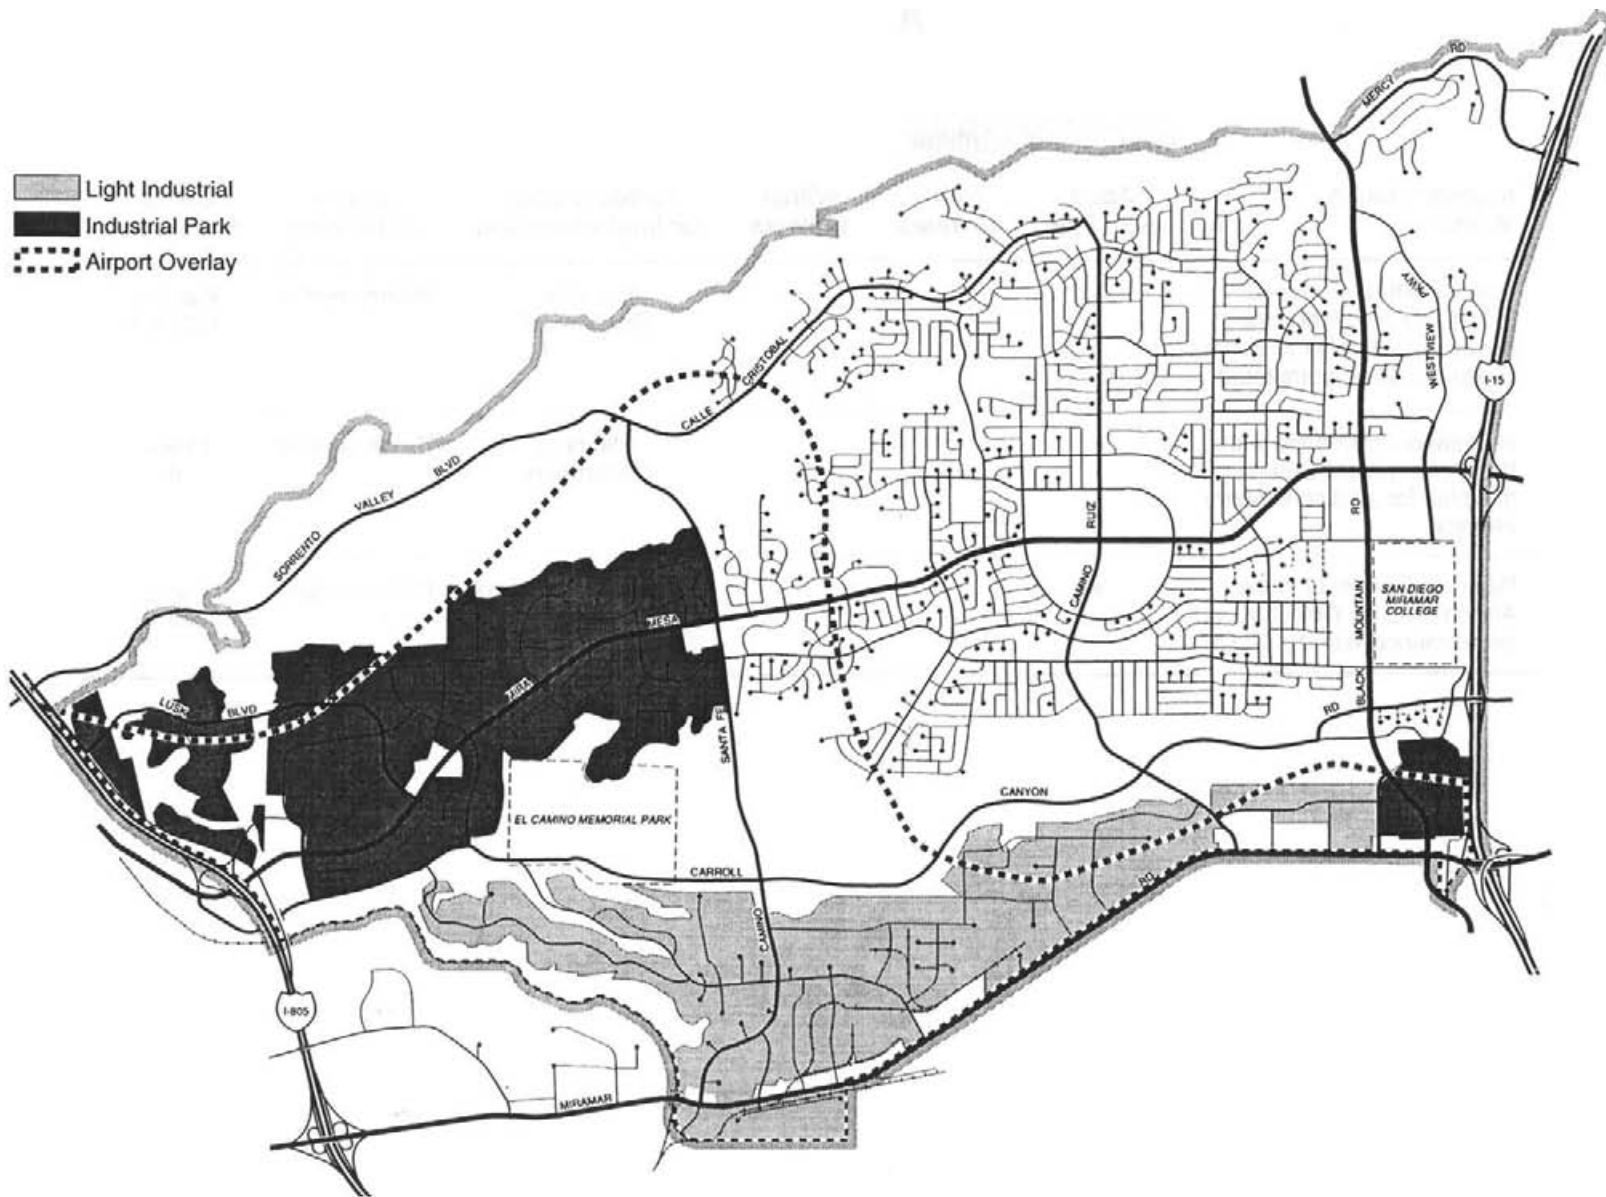 Light Industrial
Industrial Park
Airport Overlay
MERCY
RD
PKWY
WESTVIEW
I-15
CRISTOBAL
CALLE
BLVD
VALLEY
SORRENTO
RUIZ
CAMINO
RD
MOUNTAIN
BLACK
SAN DIEGO
MIRAMAR
COLLEGE
MESA
MIRA
LUSK
BLVD
SANTA FE
RD
CANYON
EL CAMINO MEMORIAL PARK
CARROLL
RD
CAMINO
I-805
MIRAMAR